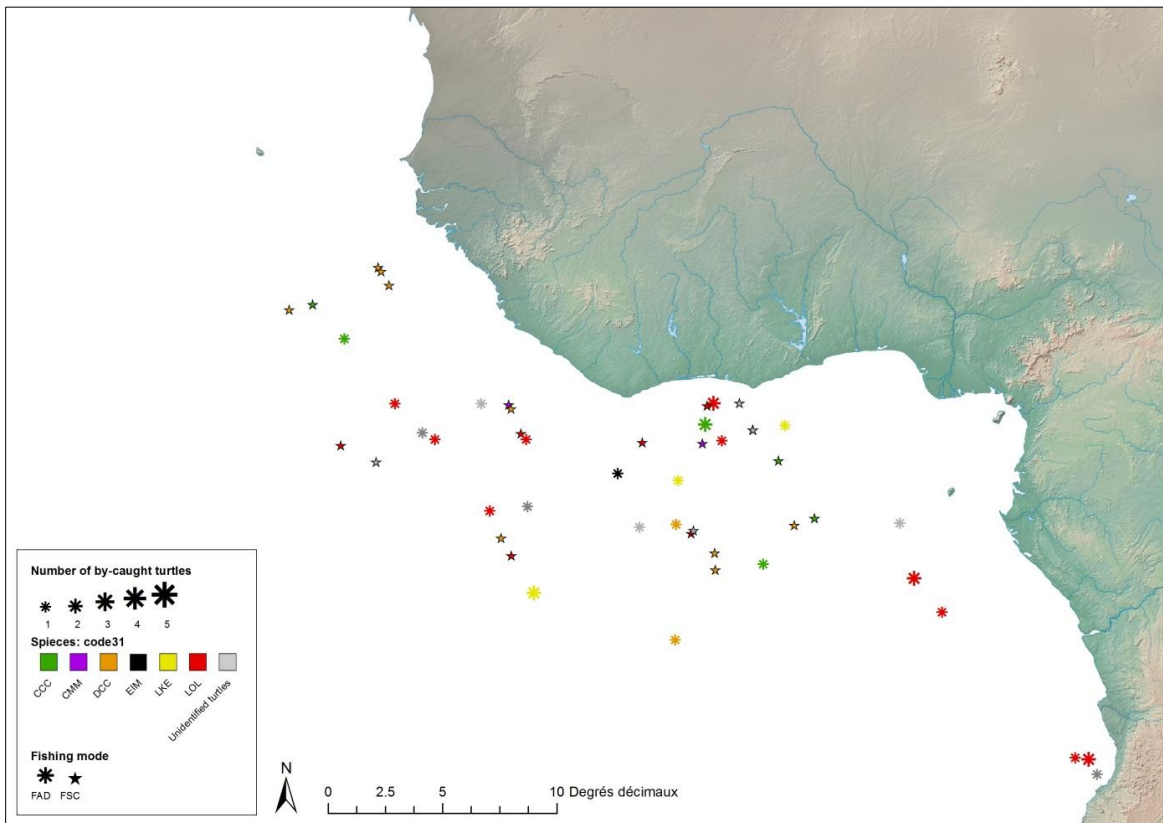 Number of by-caught turtles
1 2 3 4 5
Spieces: code31
CCC CMM DCC EIM LKE LOL Unidentified turtles
Fishing mode
FAD FSC
N
0 2.5 5 10 Degrés décimaux